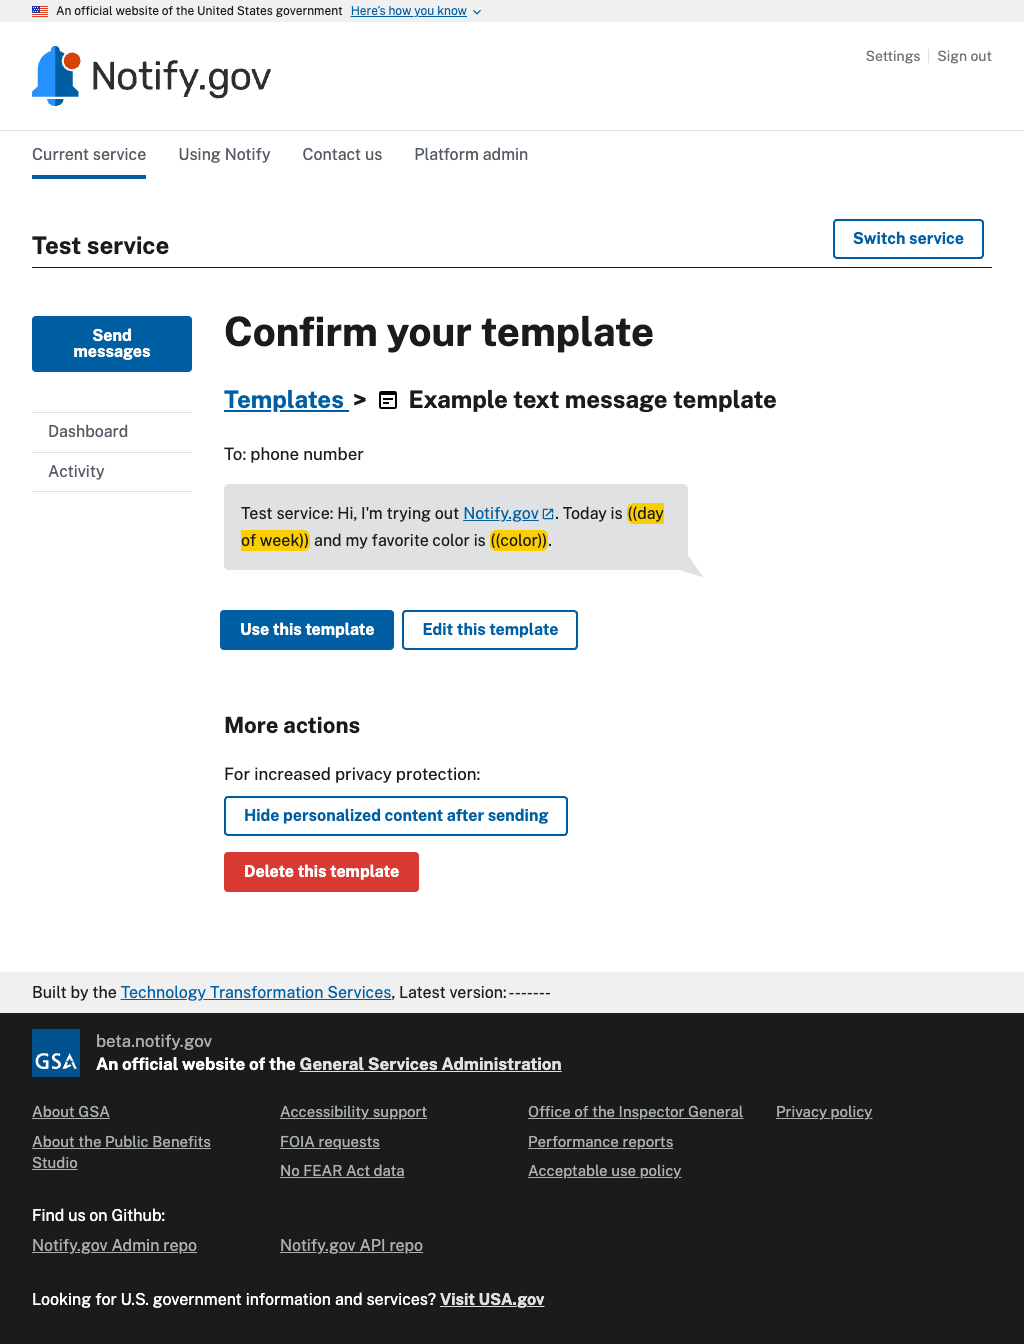 An official website of the United States government Here's how you know
Notify.gov
Settings Sign out
Current service Using Notify Contact us Platform admin
Test service
Switch service
Send
messages
Dashboard
Activity
Confirm your template
Templates > Example text message template
To: phone number
Test service: Hi, I'm trying out Notify.gov. Today is ((day
of week)) and my favorite color is ((color)).
Use this template Edit this template
More actions
For increased privacy protection:
Hide personalized content after sending
Delete this template
Built by the Technology Transformation Services, Latest version:-------
GSA
beta.notify.gov
An official website of the General Services Administration
About GSA
About the Public Benefits
Studio
Accessibility support
FOIA requests
No FEAR Act data
Office of the Inspector General
Performance reports
Acceptable use policy
Privacy policy
Find us on Github:
Notify.gov Admin repo Notify.gov API repo
Looking for U.S. government information and services? Visit USA.gov